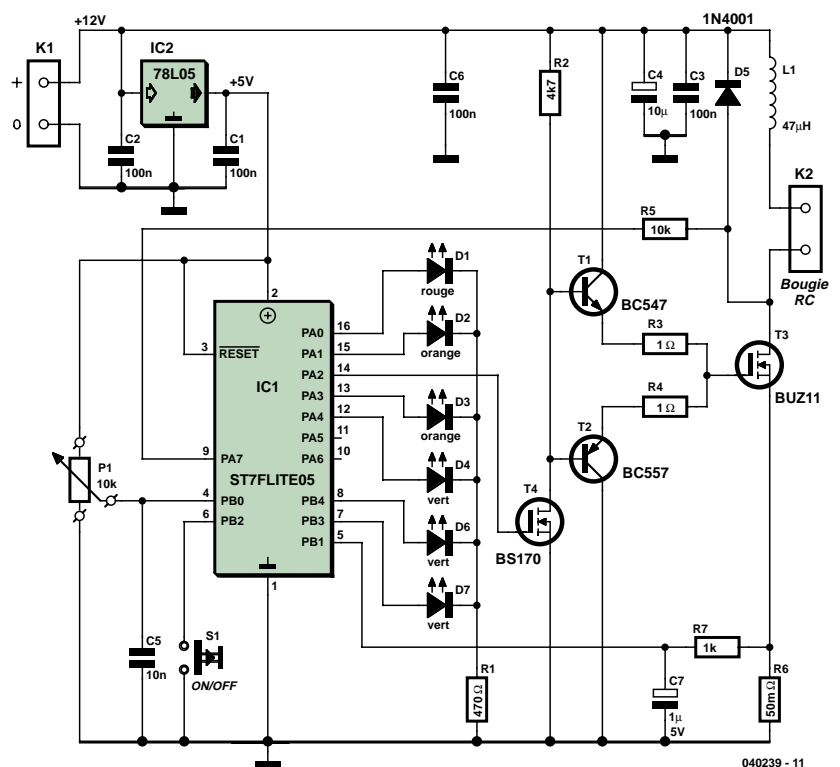 1N4001
+12V
K1
IC2
78L05
+5V
+
0
C2
100n
C1
100n
C6
100n
R2
4k7
C4
10µ
C3
100n
D5
L1
47µH
K2
Bougie
RC
R5
10k
D1
rouge
D2
orange
D3
orange
D4
vert
D6
vert
D7
vert
T1
BC547
R3
1 Ω
R4
1 Ω
T3
BUZ11
T2
BC557
T4
BS170
2
3
RESET
IC1
ST7FLITE05
PA0
16
PA1
15
PA2
14
PA3
13
PA4
12
PA5
11
PA6
10
9
PA7
4
PB0
6
PB2
PB4
8
PB3
7
PB1
5
1
P1
10k
C5
10n
S1
ON/OFF
R1
470 Ω
R7
1k
C7
1µ
5V
R6
50mΩ
040239 - 11